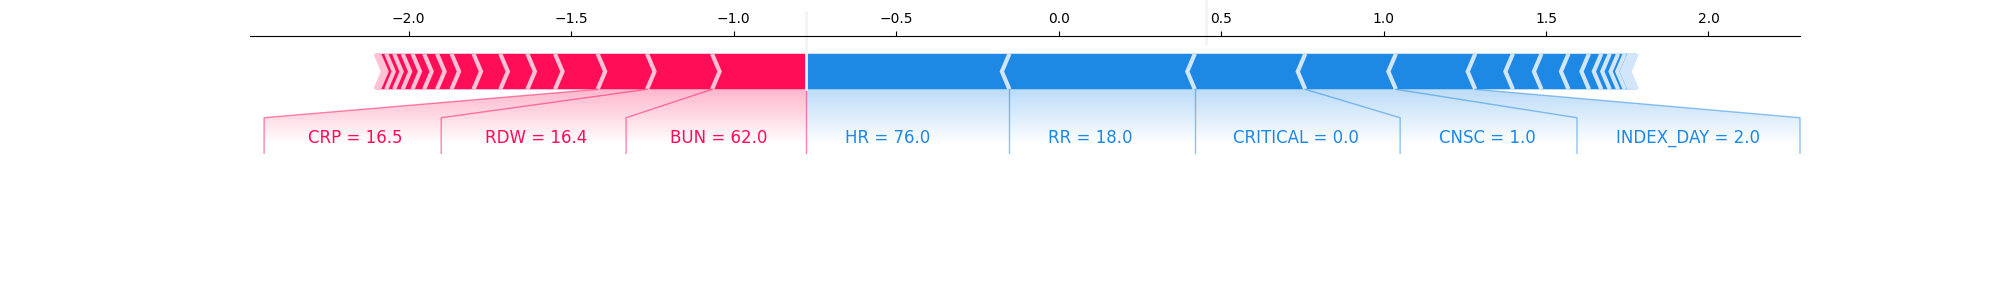 −2.0 −1.5 −1.0 −0.5 0.0 0.5 1.0 1.5 2.0
CRP = 16.5 RDW = 16.4 BUN = 62.0 HR = 76.0 RR = 18.0 CRITICAL = 0.0 CNSC = 1.0 INDEX_DAY = 2.0